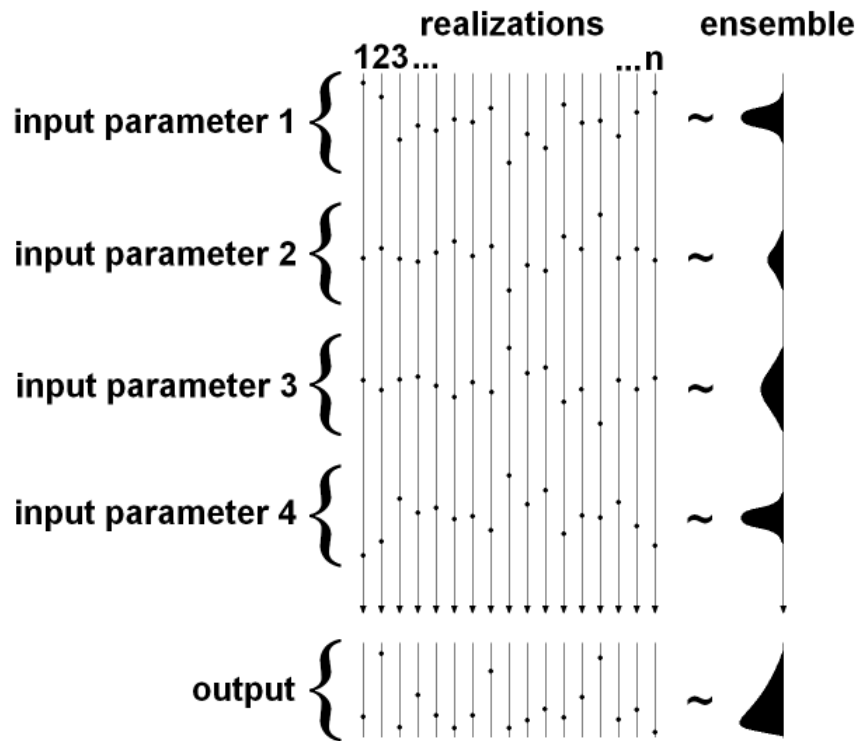 realizations ensemble
123... ...n
input parameter 1 ~
input parameter 2 ~
input parameter 3 ~
input parameter 4 ~
output ~